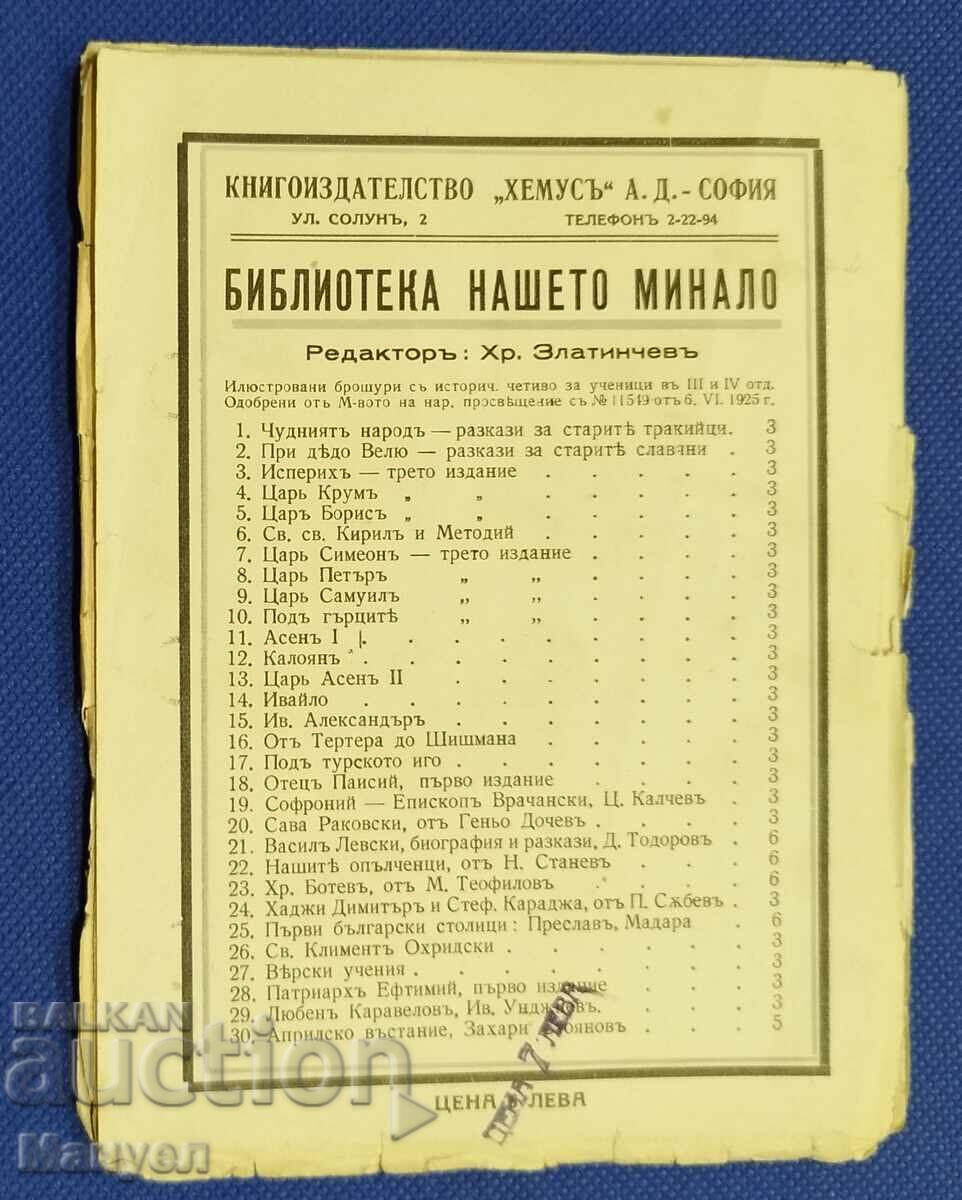 КНИГОИЗДАТЕЛСТВО „ХЕМУСЪ“ А. Д. - СОФИЯ
УЛ. СОЛУНЪ, 2 ТЕЛЕФОНЪ 2-22-94
БИБЛИОТЕКА НАШЕТО МИНАЛО
Редакторъ: Хр. Златинчевъ
Илюстровани брошури съ историч. четиво за ученици въ III и IV отд.
Одобрени отъ М-вото на нар. просвѣщение съ № 11549 отъ 6. VI. 1925 г.
1. Чудниятъ народъ — разкази за старитѣ тракийци. 3
2. При дѣдо Велю — разкази за старитѣ славяни . 3
3. Исперихъ — трето издание . . . . . 3
4. Царь Крумъ „ „ . . . . . 3
5. Царъ Борисъ „ „ . . . . . 3
6. Св. св. Кирилъ и Методий . . . . . 3
7. Царь Симеонъ — трето издание . . . . 3
8. Царь Петъръ „ „ . . . . 3
9. Царь Самуилъ „ „ . . . . 3
10. Подъ гърцитѣ „ „ . . . . 3
11. Асенъ I . . . . . . . . . 3
12. Калоянъ . . . . . . . . . 3
13. Царь Асенъ II . . . . . . . 3
14. Ивайло . . . . . . . . . 3
15. Ив. Александъръ . . . . . . . 3
16. Отъ Тертера до Шишмана . . . . . 3
17. Подъ турското иго . . . . . . . 3
18. Отецъ Паисий, първо издание . . . . 3
19. Софроний — Епископъ Врачански, Ц. Калчевъ . 3
20. Сава Раковски, отъ Геньо Дочевъ . . . . 3
21. Василъ Левски, биография и разкази, Д. Тодоровъ . 6
22. Нашитѣ опълченци, отъ Н. Станевъ . . . 6
23. Хр. Ботевъ, отъ М. Теофиловъ . . . . 6
24. Хаджи Димитъръ и Стеф. Караджа, отъ П. Сѫбевъ . 3
25. Първи български столици : Преславъ, Мадара . 6
26. Св. Климентъ Охридски . . . . . . 3
27. Вѣрски учения . . . . . . . . 3
28. Патриархъ Ефтимий, първо издание . . . 3
29. Любенъ Каравеловъ, Ив. . . . 3
30. Априлско въстание, Захари . . . 5
ЦЕНА ЛЕВА
ЦЕНА 7 ЛЕВА
BALKAN
auction
Мануел